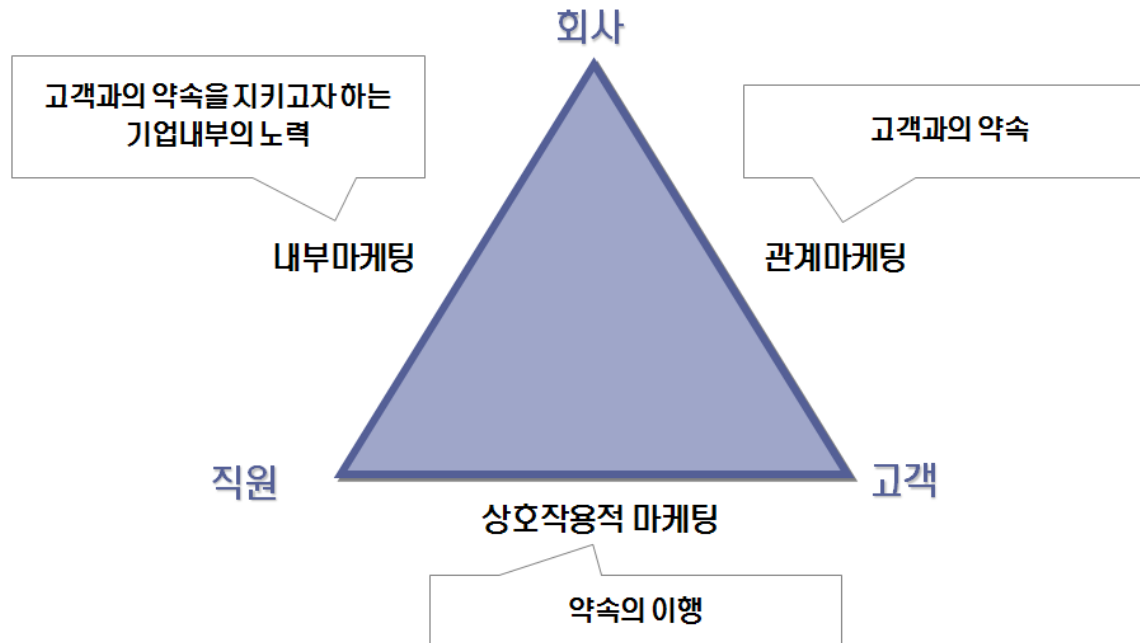 회사
고객과의 약속을 지키고자 하는
기업내부의 노력
고객과의 약속
내부마케팅
관계마케팅
직원
고객
상호작용적 마케팅
약속의 이행